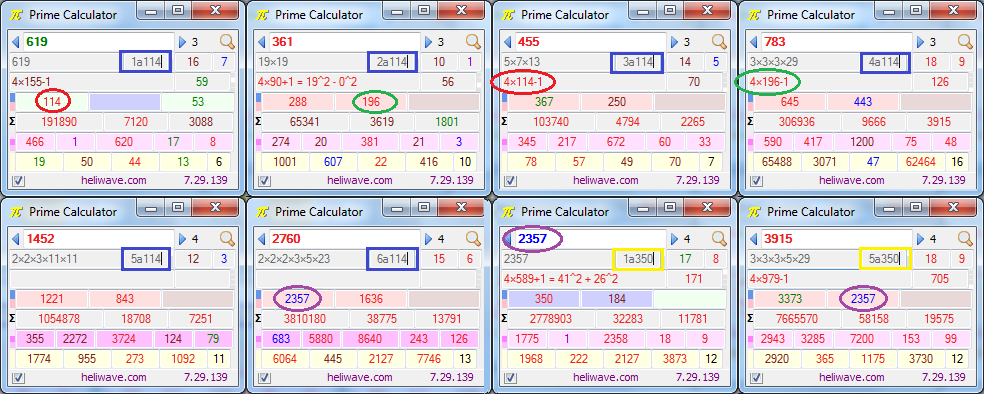 Prime Calculator
619 3
619 1a114 16 7
4×155-1 59
114 53
Σ 191890 7120 3088
466 1 620 17 8
19 50 44 13 6
heliwave.com 7.29.139
Prime Calculator
361 3
19×19 2a114 10 1
4×90+1 = 19^2 - 0^2 56
288 196
Σ 65341 3619 1801
274 20 381 21 3
1001 607 22 416 10
heliwave.com 7.29.139
Prime Calculator
455 3
5×7×13 3a114 14 5
4×114-1 70
367 250
Σ 103740 4794 2265
345 217 672 60 33
78 57 49 70 7
heliwave.com 7.29.139
Prime Calculator
783 3
3×3×3×29 4a114 18 9
4×196-1 126
645 443
Σ 306936 9666 3915
590 417 1200 75 48
65488 3071 47 62464 16
heliwave.com 7.29.139
Prime Calculator
1452 4
2×2×3×11×11 5a114 12 3
1221 843
Σ 1054878 18708 7251
355 2272 3724 124 79
1774 955 273 1092 11
heliwave.com 7.29.139
Prime Calculator
2760 4
2×2×2×3×5×23 6a114 15 6
2357 1636
Σ 3810180 38775 13791
683 5880 8640 243 126
6064 445 2127 7746 13
heliwave.com 7.29.139
Prime Calculator
2357 4
2357 1a350 17 8
4×589+1 = 41^2 + 26^2 171
350 184
Σ 2778903 32283 11781
1775 1 2358 18 9
1968 222 2127 3873 12
heliwave.com 7.29.139
Prime Calculator
3915 4
3×3×3×5×29 5a350 18 9
4×979-1 705
3373 2357
Σ 7665570 58158 19575
2943 3285 7200 153 99
2920 365 1175 3730 12
heliwave.com 7.29.139